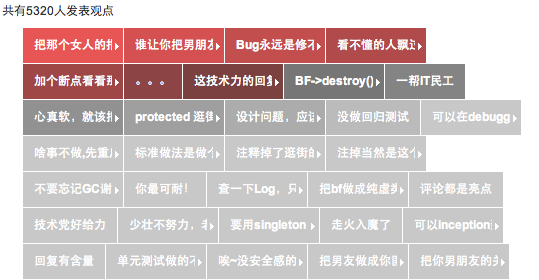 共有5320人发表观点
把那个女人的指 谁让你把男朋友 Bug永远是修不 看不懂的人飘过
加个断点看看那 。。。 这技术力的回复 BF->destroy() 一帮IT民工
心真软，就该把 protected 逛街 设计问题，应该 没做回归测试 可以在debugg
啥事不做,先重启 标准做法是做个 注释掉了逛街的 注掉当然是这个
不要忘记GC谢 你最可耐！ 查一下Log，只 把bf做成纯虚类 评论都是亮点
技术党好给力 少壮不努力，老 要用singleton 走火入魔了 可以inception
回复有含量 单元测试做的不 唉~没安全感的 把男友做成你的 把你男朋友的